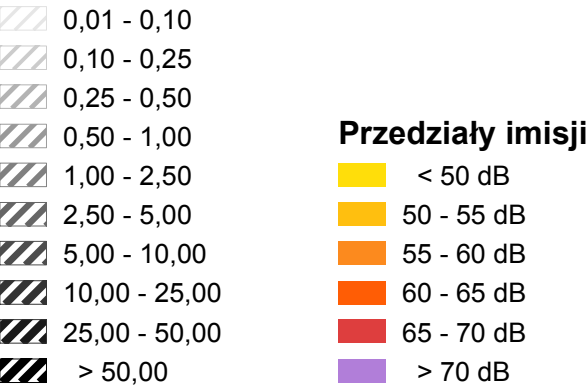 0,01 - 0,10
0,10 - 0,25
0,25 - 0,50
0,50 - 1,00
1,00 - 2,50
2,50 - 5,00
5,00 - 10,00
10,00 - 25,00
25,00 - 50,00
> 50,00
Przedziały imisji
< 50 dB
50 - 55 dB
55 - 60 dB
60 - 65 dB
65 - 70 dB
> 70 dB